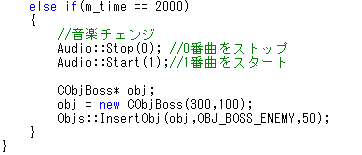 else if(m_time == 2000)
{
//音楽チェンジ
Audio::Stop(0); //0番曲をストップ
Audio::Start(1);//1番曲をスタート
CObjBoss* obj;
obj = new CObjBoss(300,100);
Objs::InsertObj(obj,OBJ_BOSS_ENEMY,50);
}
}